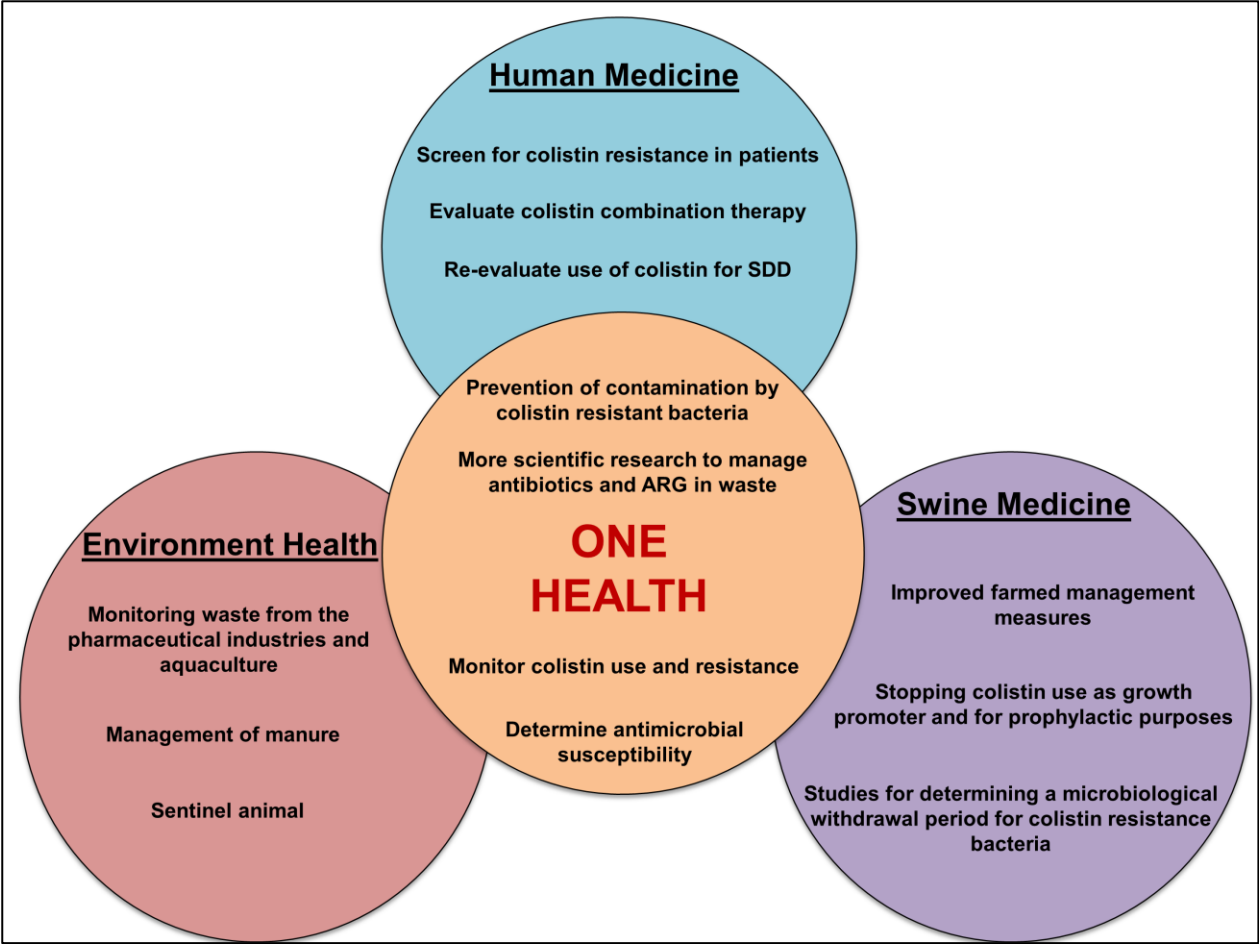 Human Medicine
Screen for colistin resistance in patients
Evaluate colistin combination therapy
Re-evaluate use of colistin for SDD
Prevention of contamination by
colistin resistant bacteria
More scientific research to manage
antibiotics and ARG in waste
ONE
HEALTH
Monitor colistin use and resistance
Determine antimicrobial
susceptibility
Environment Health
Monitoring waste from the
pharmaceutical industries and
aquaculture
Management of manure
Sentinel animal
Swine Medicine
Improved farmed management
measures
Stopping colistin use as growth
promoter and for prophylactic purposes
Studies for determining a microbiological
withdrawal period for colistin resistance
bacteria